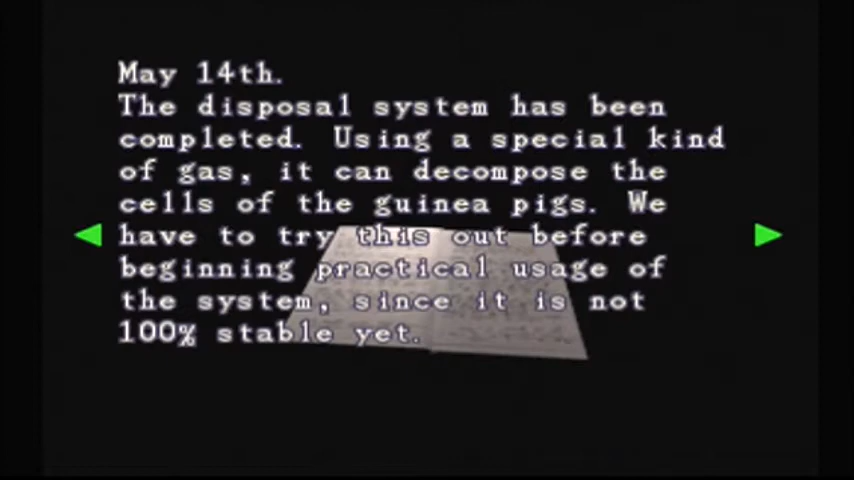 May 14th.
The disposal system has been
completed. Using a special kind
of gas, it can decompose the
cells of the guinea pigs. We
have to try this out before
beginning practical usage of
the system, since it is not
100% stable yet.